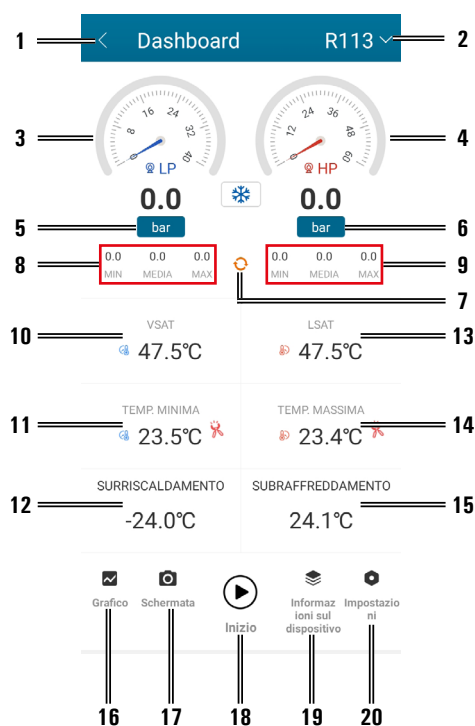 1 < Dashboard R113 2
8 16 24 32 40 12 24 36 48 60
3 LP HP 4
0.0 0.0
5 bar bar 6
8 0.0 0.0 0.0 0.0 0.0 0.0 9
MIN MEDIA MAX MIN MEDIA MAX
7
VSAT LSAT
10 47.5°C 47.5°C 13
TEMP. MINIMA TEMP. MASSIMA
11 23.5°C 23.4°C 14
SURRISCALDAMENTO SUBRAFFREDDAMENTO
12 -24.0°C 24.1°C 15
Grafico Schermata Inizio Informaz Impostazio
ioni sul ni
dispositivo
16 17 18 19 20